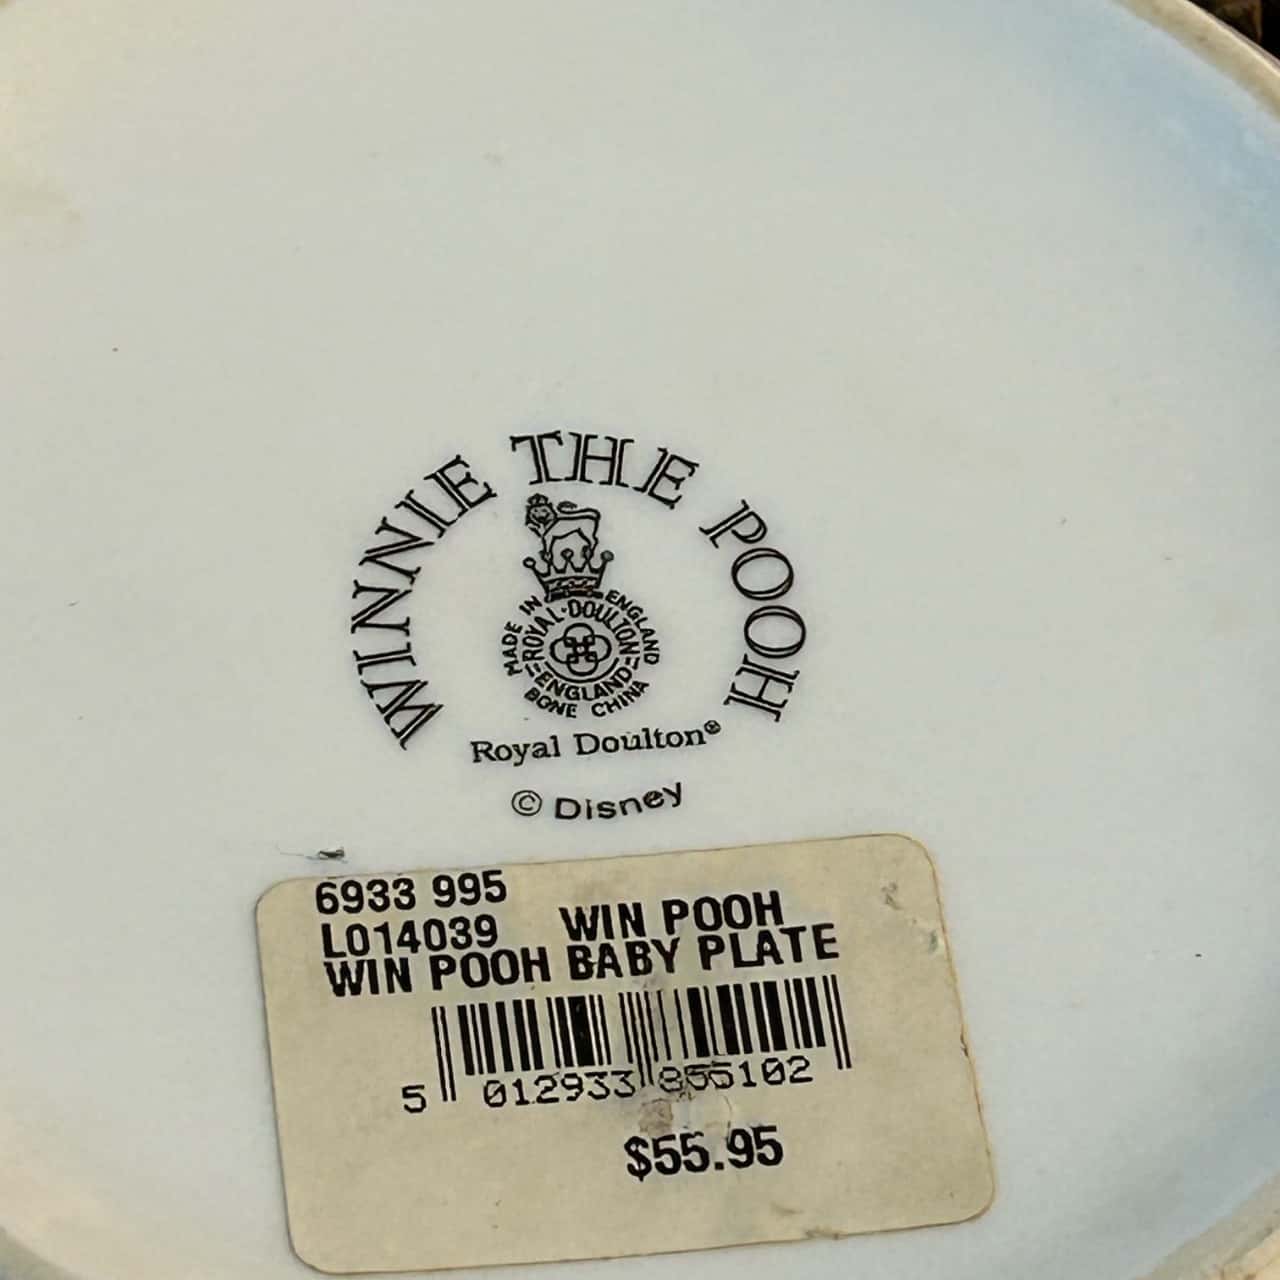 WINNIE THE POOH
MADE IN ENGLAND
ROYAL·DOULTON
ENGLAND
BONE CHINA
Royal Doulton®
© Disney
6933 995
L014039 WIN POOH
WIN POOH BABY PLATE
5 012933 855102
$55.95